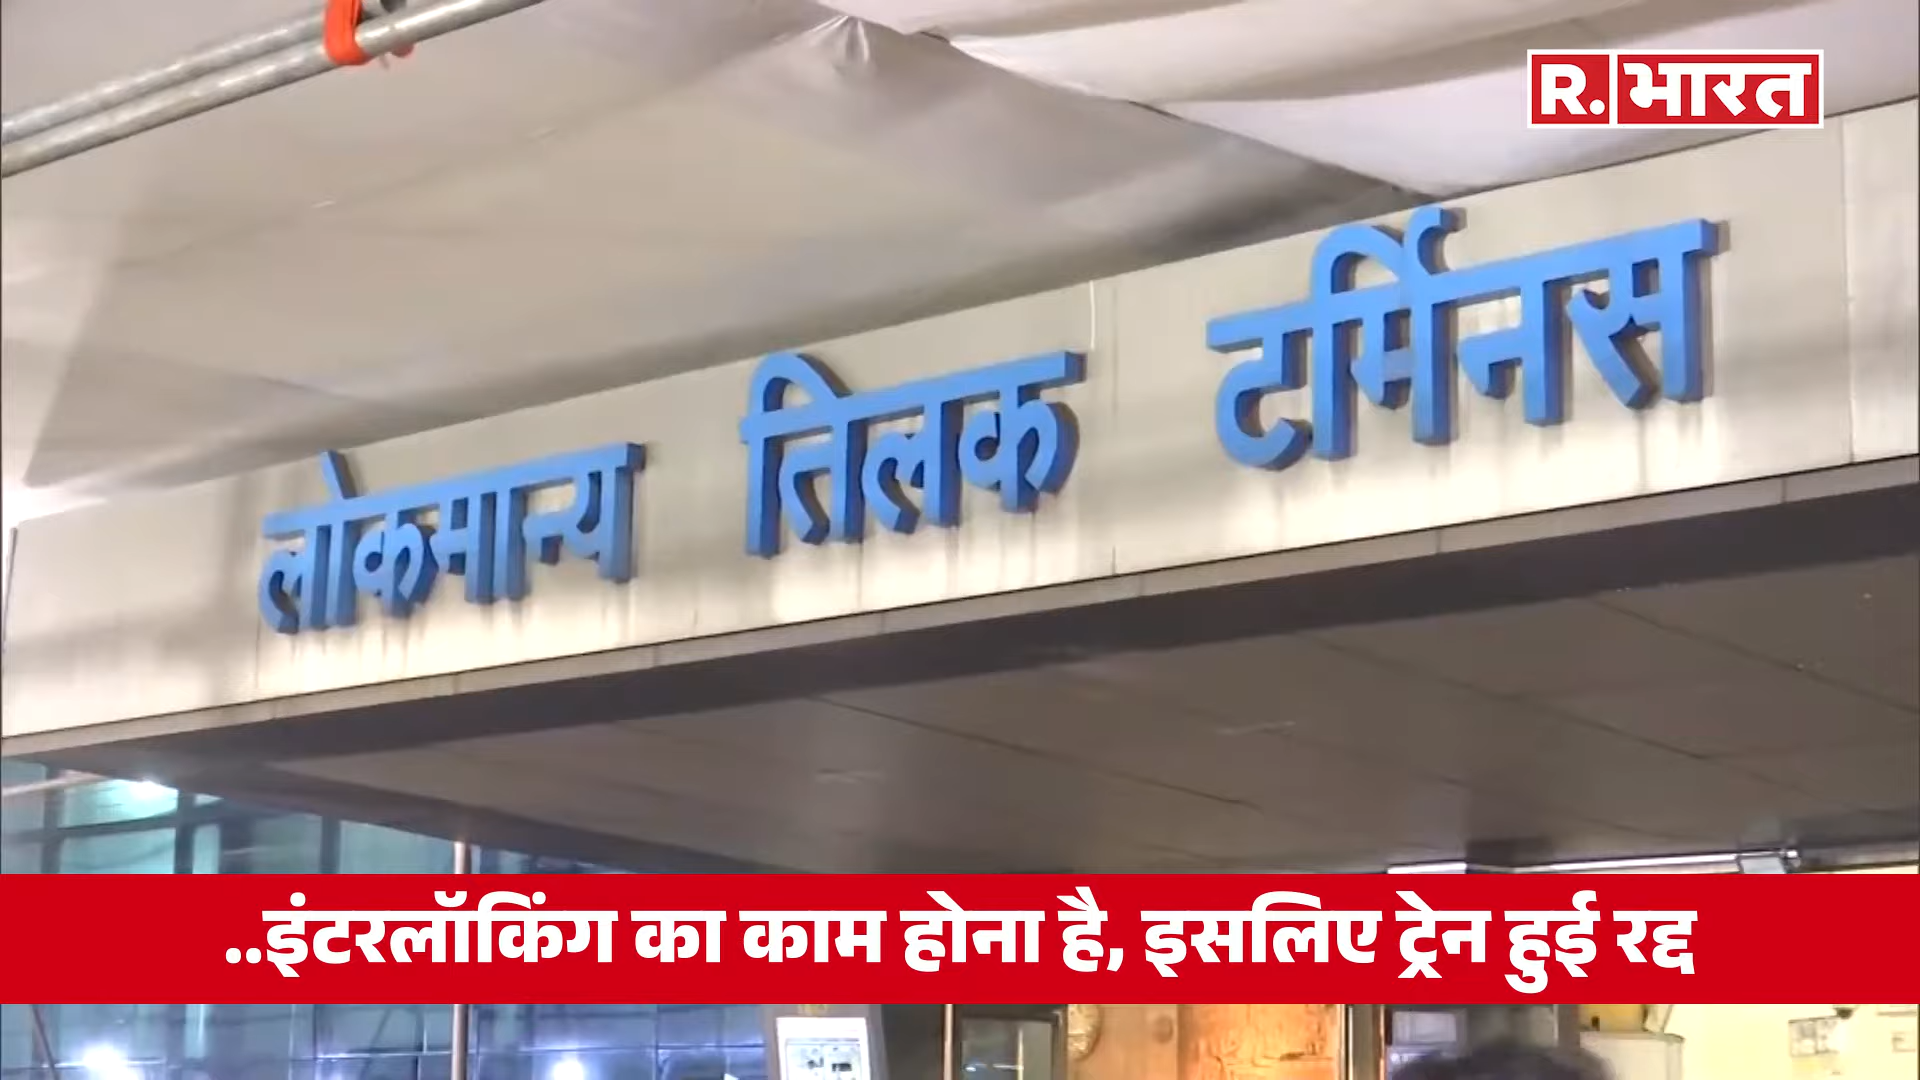 R.भारत
लोकमान्य तिलक टर्मिनस
..इंटरलॉकिंग का काम होना है, इसलिए ट्रेन हुई रद्द